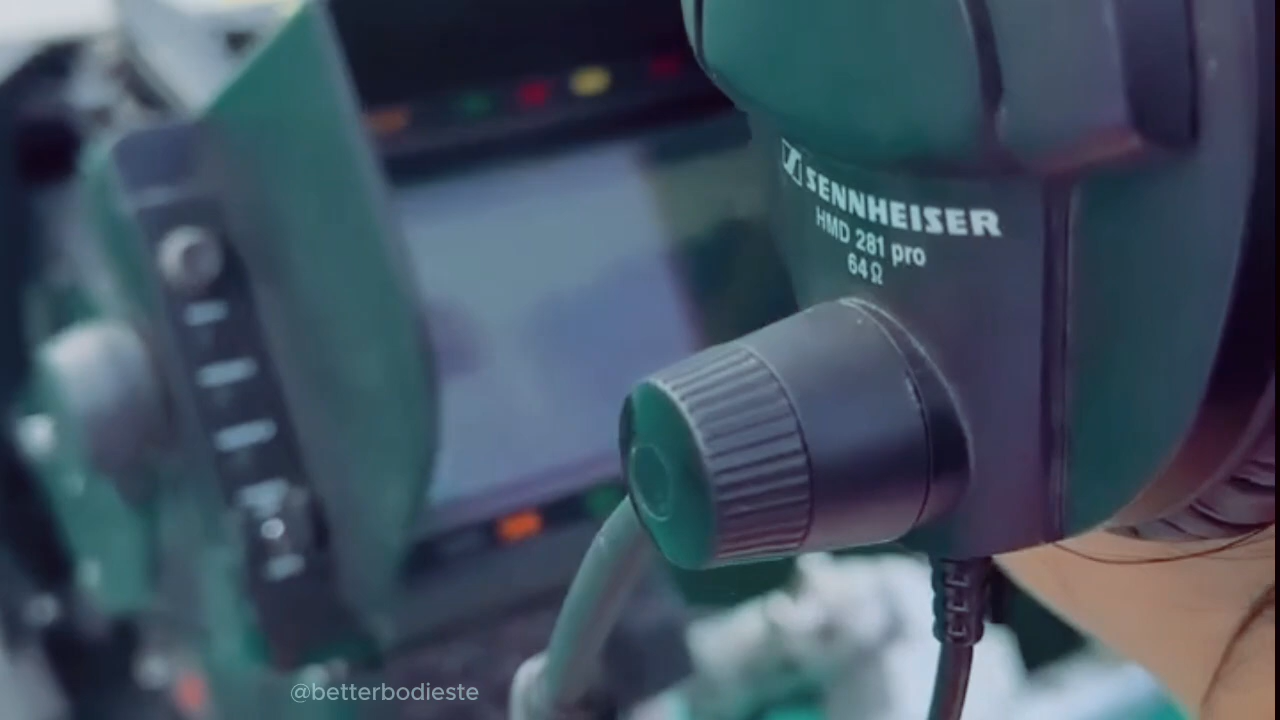 SENNHEISER
HMD 281 pro
64 Ω
@betterbodieste